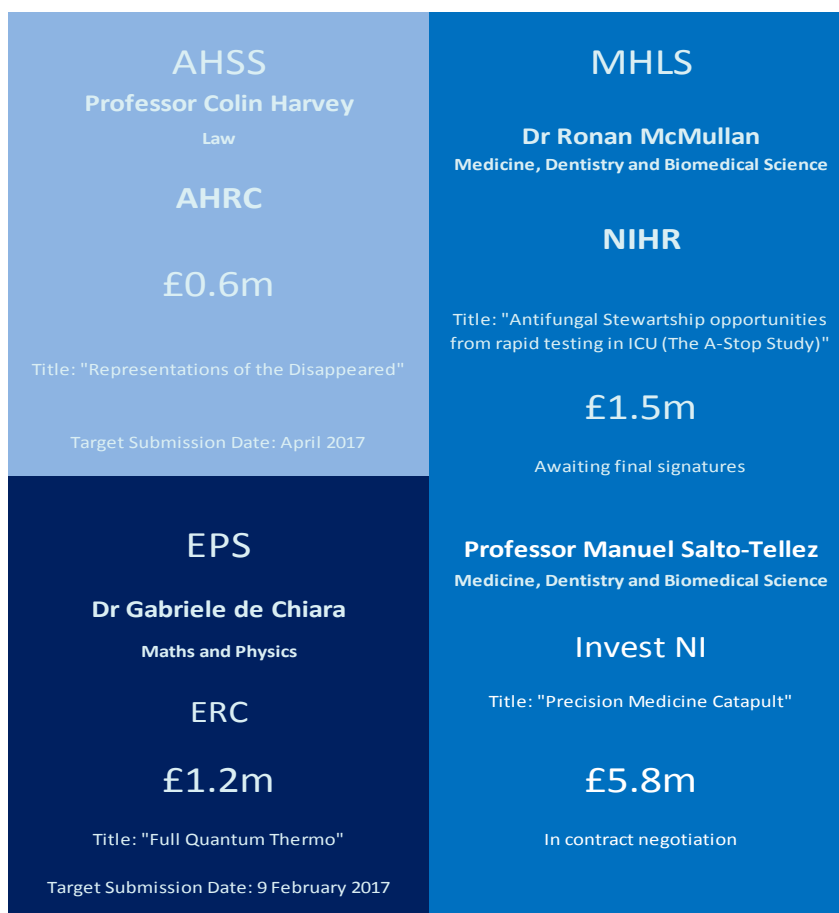 AHSS
Professor Colin Harvey
Law
AHRC
£0.6m
Title: "Representations of the Disappeared"
Target Submission Date: April 2017
EPS
Dr Gabriele de Chiara
Maths and Physics
ERC
£1.2m
Title: "Full Quantum Thermo"
Target Submission Date: 9 February 2017
MHLS
Dr Ronan McMullan
Medicine, Dentistry and Biomedical Science
NIHR
Title: "Antifungal Stewartship opportunities
from rapid testing in ICU (The A-Stop Study)"
£1.5m
Awaiting final signatures
Professor Manuel Salto-Tellez
Medicine, Dentistry and Biomedical Science
Invest NI
Title: "Precision Medicine Catapult"
£5.8m
In contract negotiation